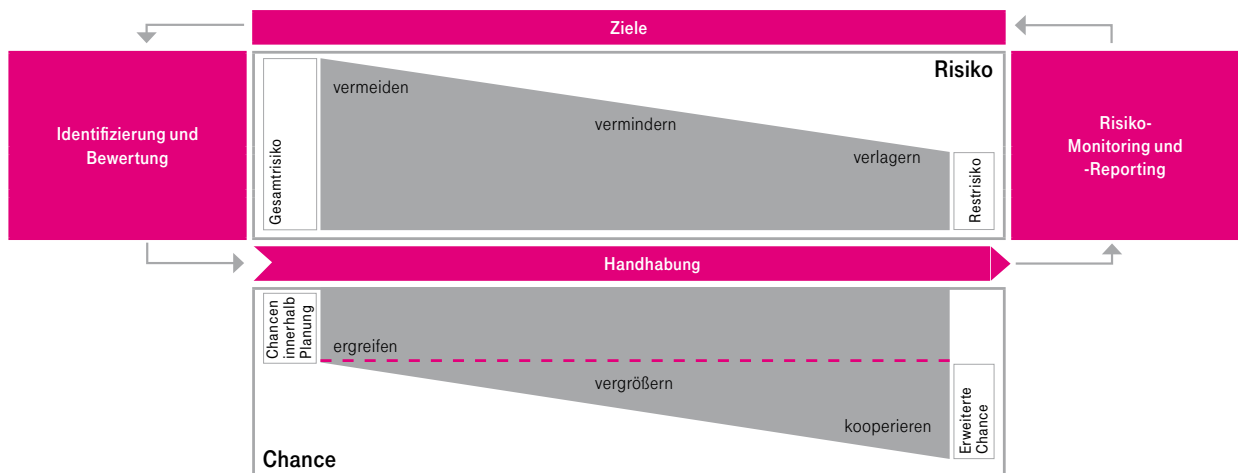 Ziele
Identifizierung und
Bewertung
Gesamtrisiko
vermeiden
vermindern
verlagern
Risiko
Restrisiko
Risiko-
Monitoring und
-Reporting
Handhabung
Chancen
innerhalb
Planung
ergreifen
vergrößern
kooperieren
Erweiterte
Chance
Chance